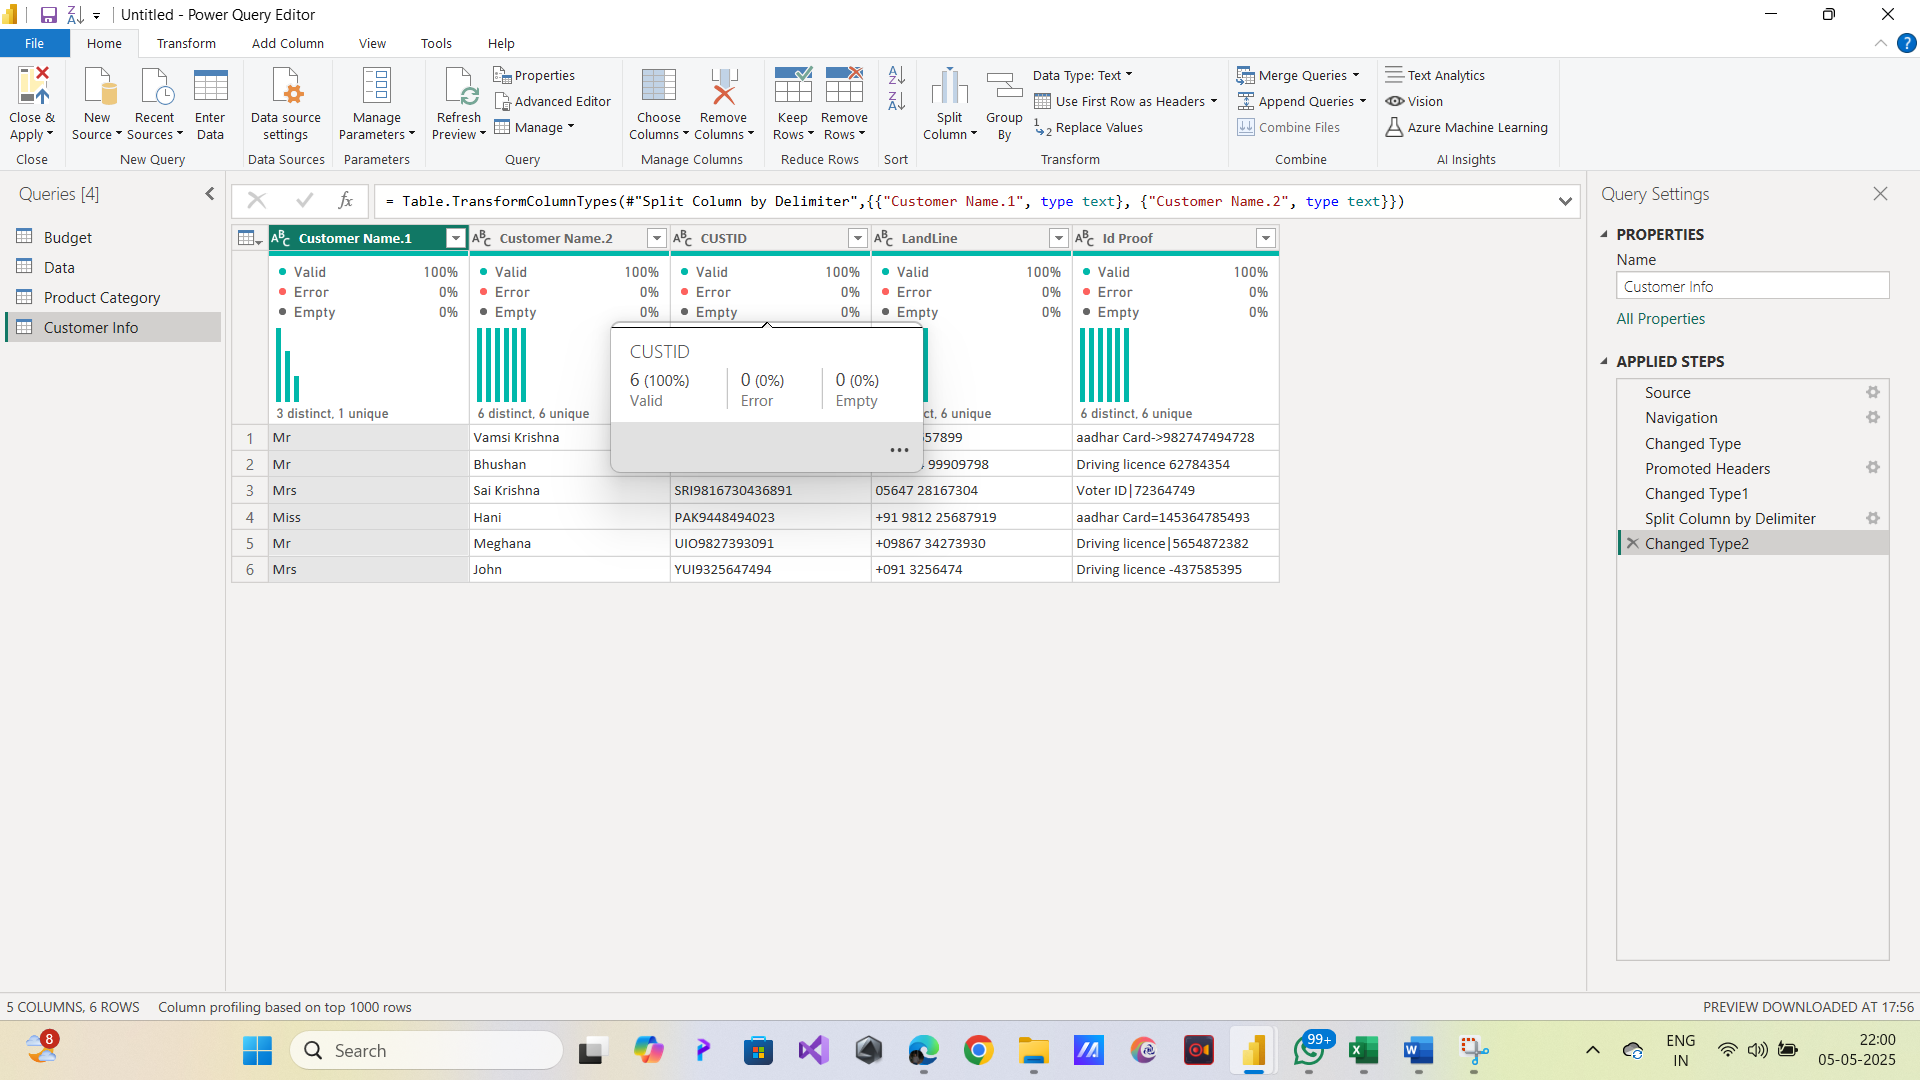 Untitled - Power Query Editor
File Home Transform Add Column View Tools Help
Close & Apply
Close
New Source
Recent Sources
Enter Data
New Query
Data source settings
Data Sources
Manage Parameters
Parameters
Refresh Preview
Properties
Advanced Editor
Manage
Query
Choose Columns
Remove Columns
Manage Columns
Keep Rows
Remove Rows
Reduce Rows
Sort
Split Column
Group By
Data Type: Text
Use First Row as Headers
Replace Values
Transform
Merge Queries
Append Queries
Combine Files
Combine
Text Analytics
Vision
Azure Machine Learning
AI Insights
Queries [4]
Budget
Data
Product Category
Customer Info
fx
= Table.TransformColumnTypes(#"Split Column by Delimiter",{{"Customer Name.1", type text}, {"Customer Name.2", type text}})
Customer Name.1 Customer Name.2 CUSTID LandLine Id Proof
Valid 100% Valid 100% Valid 100% Valid 100% Valid 100%
Error 0% Error 0% Error 0% Error 0% Error 0%
Empty 0% Empty 0% Empty 0% Empty 0% Empty 0%
3 distinct, 1 unique 6 distinct, 6 unique 6 unique 6 distinct, 6 unique
CUSTID
6 (100%) 0 (0%) 0 (0%)
Valid Error Empty
1 Mr Vamsi Krishna 57899 aadhar Card->982747494728
2 Mr Bhushan 99909798 Driving licence 62784354
3 Mrs Sai Krishna SRI9816730436891 05647 28167304 Voter ID|72364749
4 Miss Hani PAK9448494023 +91 9812 25687919 aadhar Card=145364785493
5 Mr Meghana UIO9827393091 +09867 34273930 Driving licence|5654872382
6 Mrs John YUI9325647494 +091 3256474 Driving licence -437585395
Query Settings
PROPERTIES
Name
Customer Info
All Properties
APPLIED STEPS
Source
Navigation
Changed Type
Promoted Headers
Changed Type1
Split Column by Delimiter
Changed Type2
5 COLUMNS, 6 ROWS Column profiling based on top 1000 rows
PREVIEW DOWNLOADED AT 17:56
8
Search
99+
ENG
IN
22:00
05-05-2025